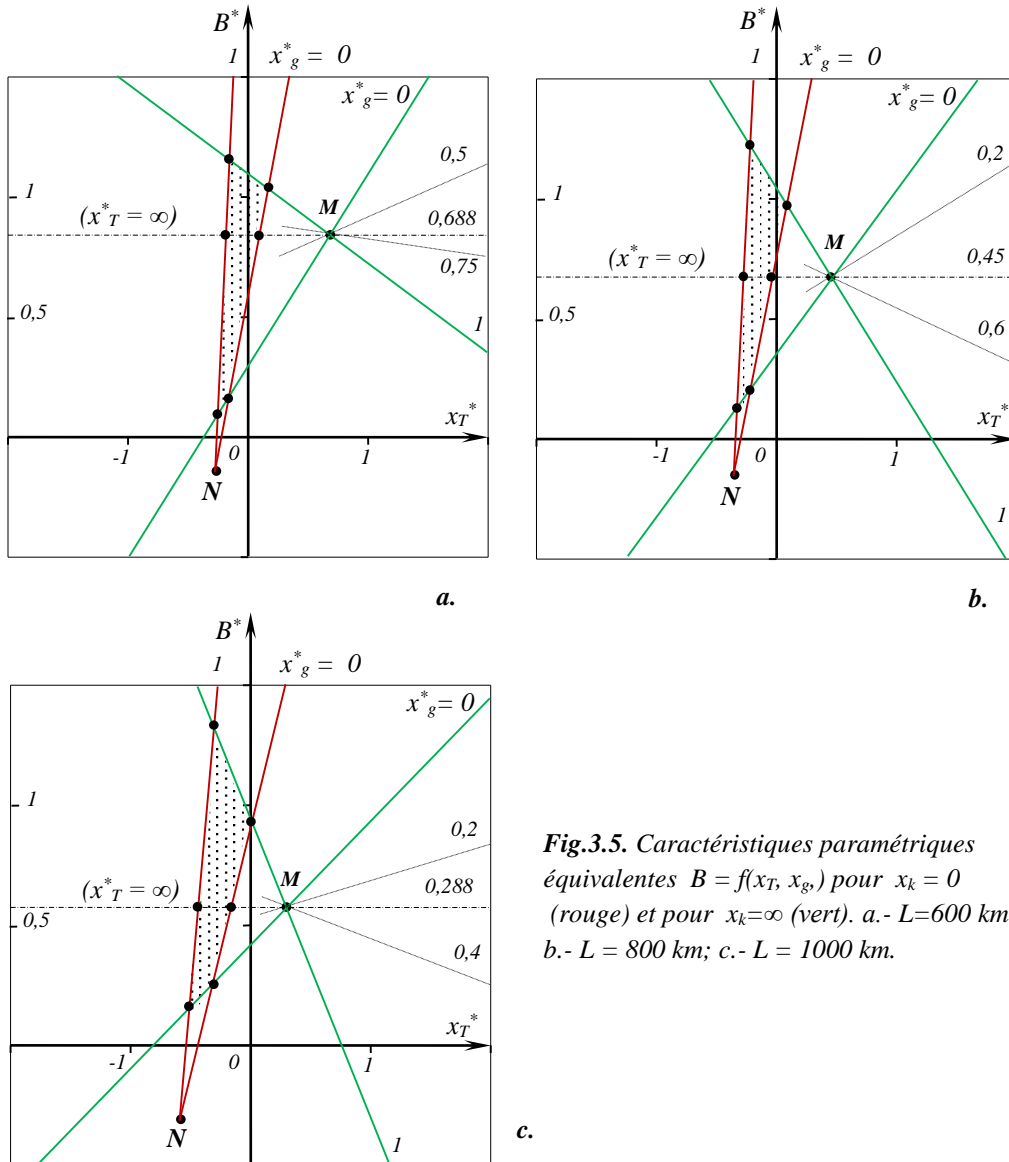 B*
1 x*g = 0
x*g= 0
0,5
1
(x*T = ∞)
M
0,688
0,75
0,5
1
xT*
-1
0
1
N
a.
B*
1
x*g = 0
x*g= 0
0,2
1
M
(x*T = ∞)
0,45
0,5
0,6
xT*
-1
0
1
N
1
b.
B*
1 x*g = 0
x*g= 0
1
0,2
M
(x*T = ∞)
0,288
0,5
0,4
xT*
-1
0
1
N
1
c.
Fig.3.5. Caractéristiques paramétriques
équivalentes B = f(xT, xg,) pour xk = 0
(rouge) et pour xk=∞ (vert). a.- L=600 km
b.- L = 800 km; c.- L = 1000 km.